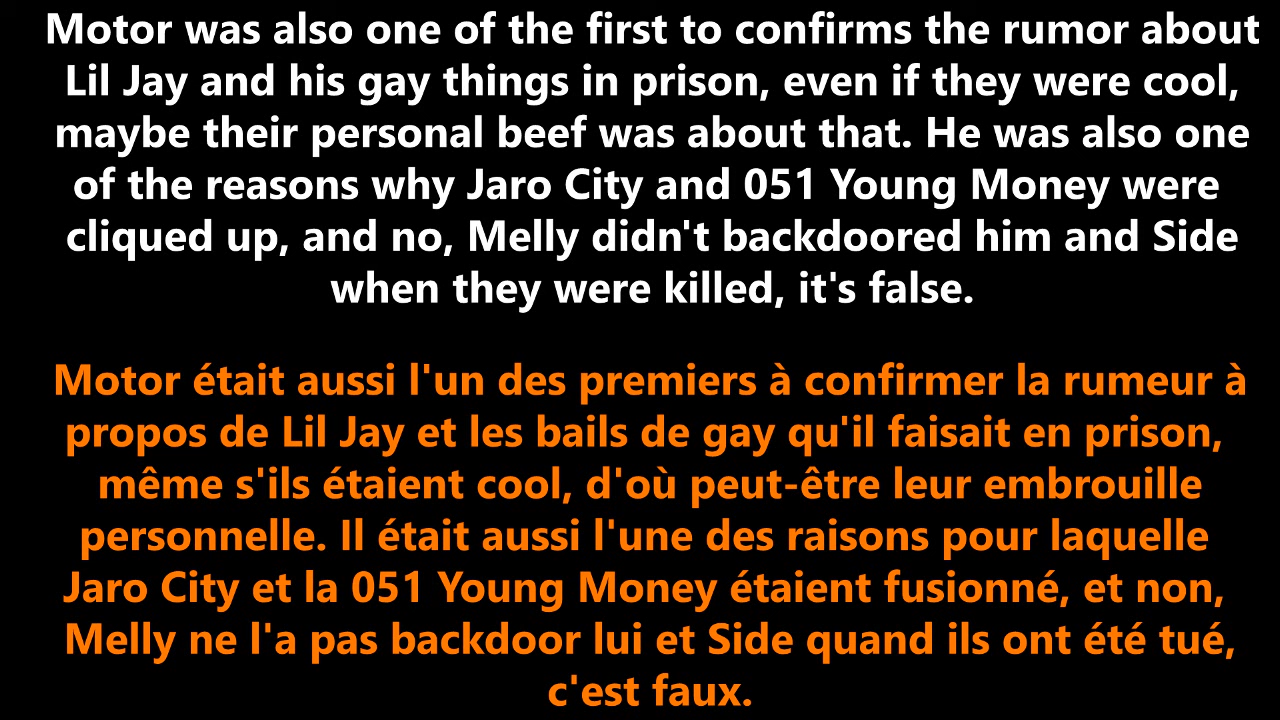 Motor was also one of the first to confirms the rumor about
Lil Jay and his gay things in prison, even if they were cool,
maybe their personal beef was about that. He was also one
of the reasons why Jaro City and 051 Young Money were
cliqued up, and no, Melly didn't backdoored him and Side
when they were killed, it's false.
Motor était aussi l'un des premiers à confirmer la rumeur à
propos de Lil Jay et les bails de gay qu'il faisait en prison,
même s'ils étaient cool, d'où peut-être leur embrouille
personnelle. Il était aussi l'une des raisons pour laquelle
Jaro City et la 051 Young Money étaient fusionné, et non,
Melly ne l'a pas backdoor lui et Side quand ils ont été tué,
c'est faux.